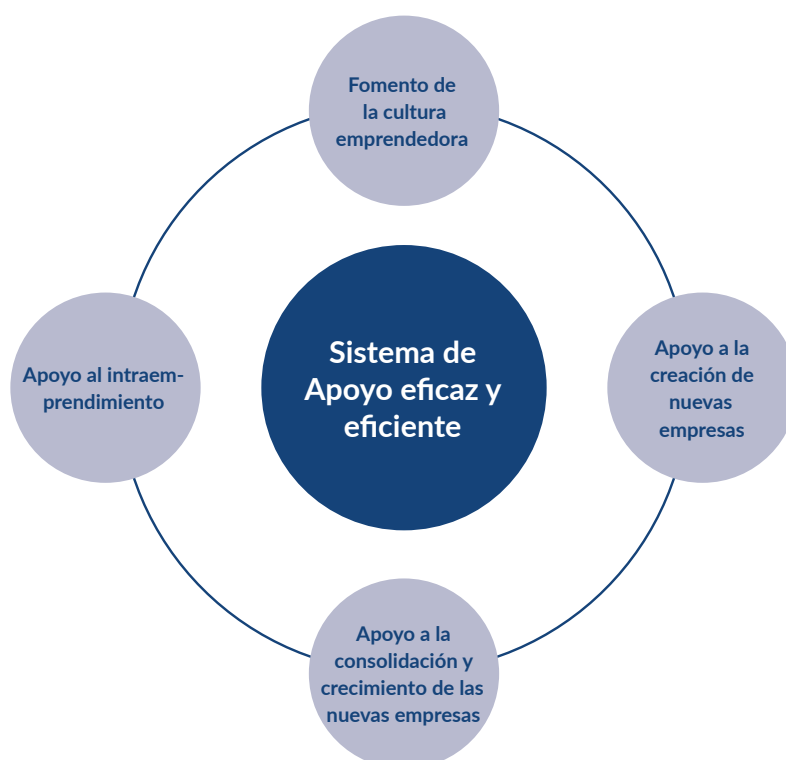 Fomento de
la cultura
emprendedora
Sistema de
Apoyo eficaz y
eficiente
Apoyo al intraem-
prendimiento
Apoyo a la
creación de
nuevas
empresas
Apoyo a la
consolidación y
crecimiento de las
nuevas empresas